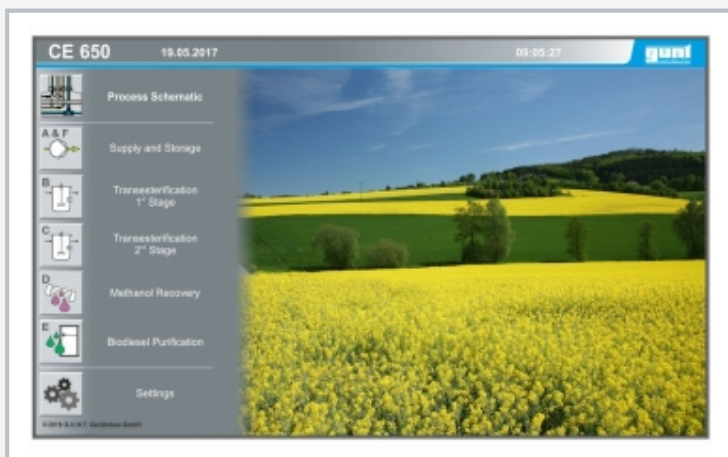 CE 650 19.05.2017 09:05:27 gunt
Process Schematic
A & F
Supply and Storage
B
Transesterification
1st Stage
C
Transesterification
2nd Stage
D
Methanol Recovery
E
Biodiesel Purification
Settings